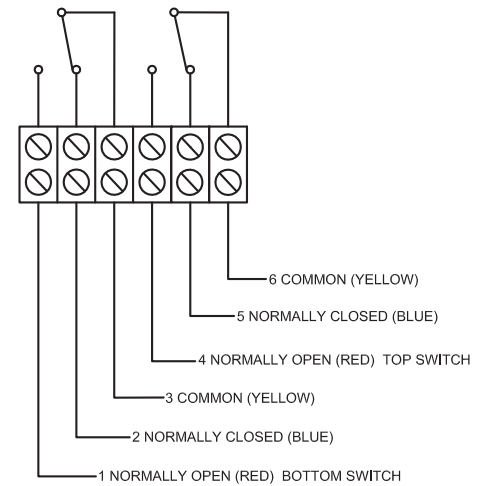 6 COMMON (YELLOW)
5 NORMALLY CLOSED (BLUE)
4 NORMALLY OPEN (RED) TOP SWITCH
3 COMMON (YELLOW)
2 NORMALLY CLOSED (BLUE)
1 NORMALLY OPEN (RED) BOTTOM SWITCH